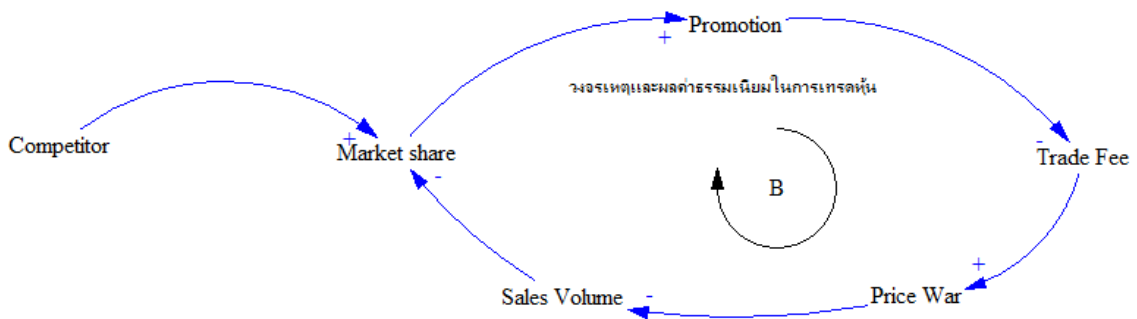 Promotion
+
วงจรเหตุและผลค่าธรรมเนียมในการเทรดหุ้น
Competitor
+
Market share
-
Trade Fee
-
B
+
Sales Volume
-
Price War